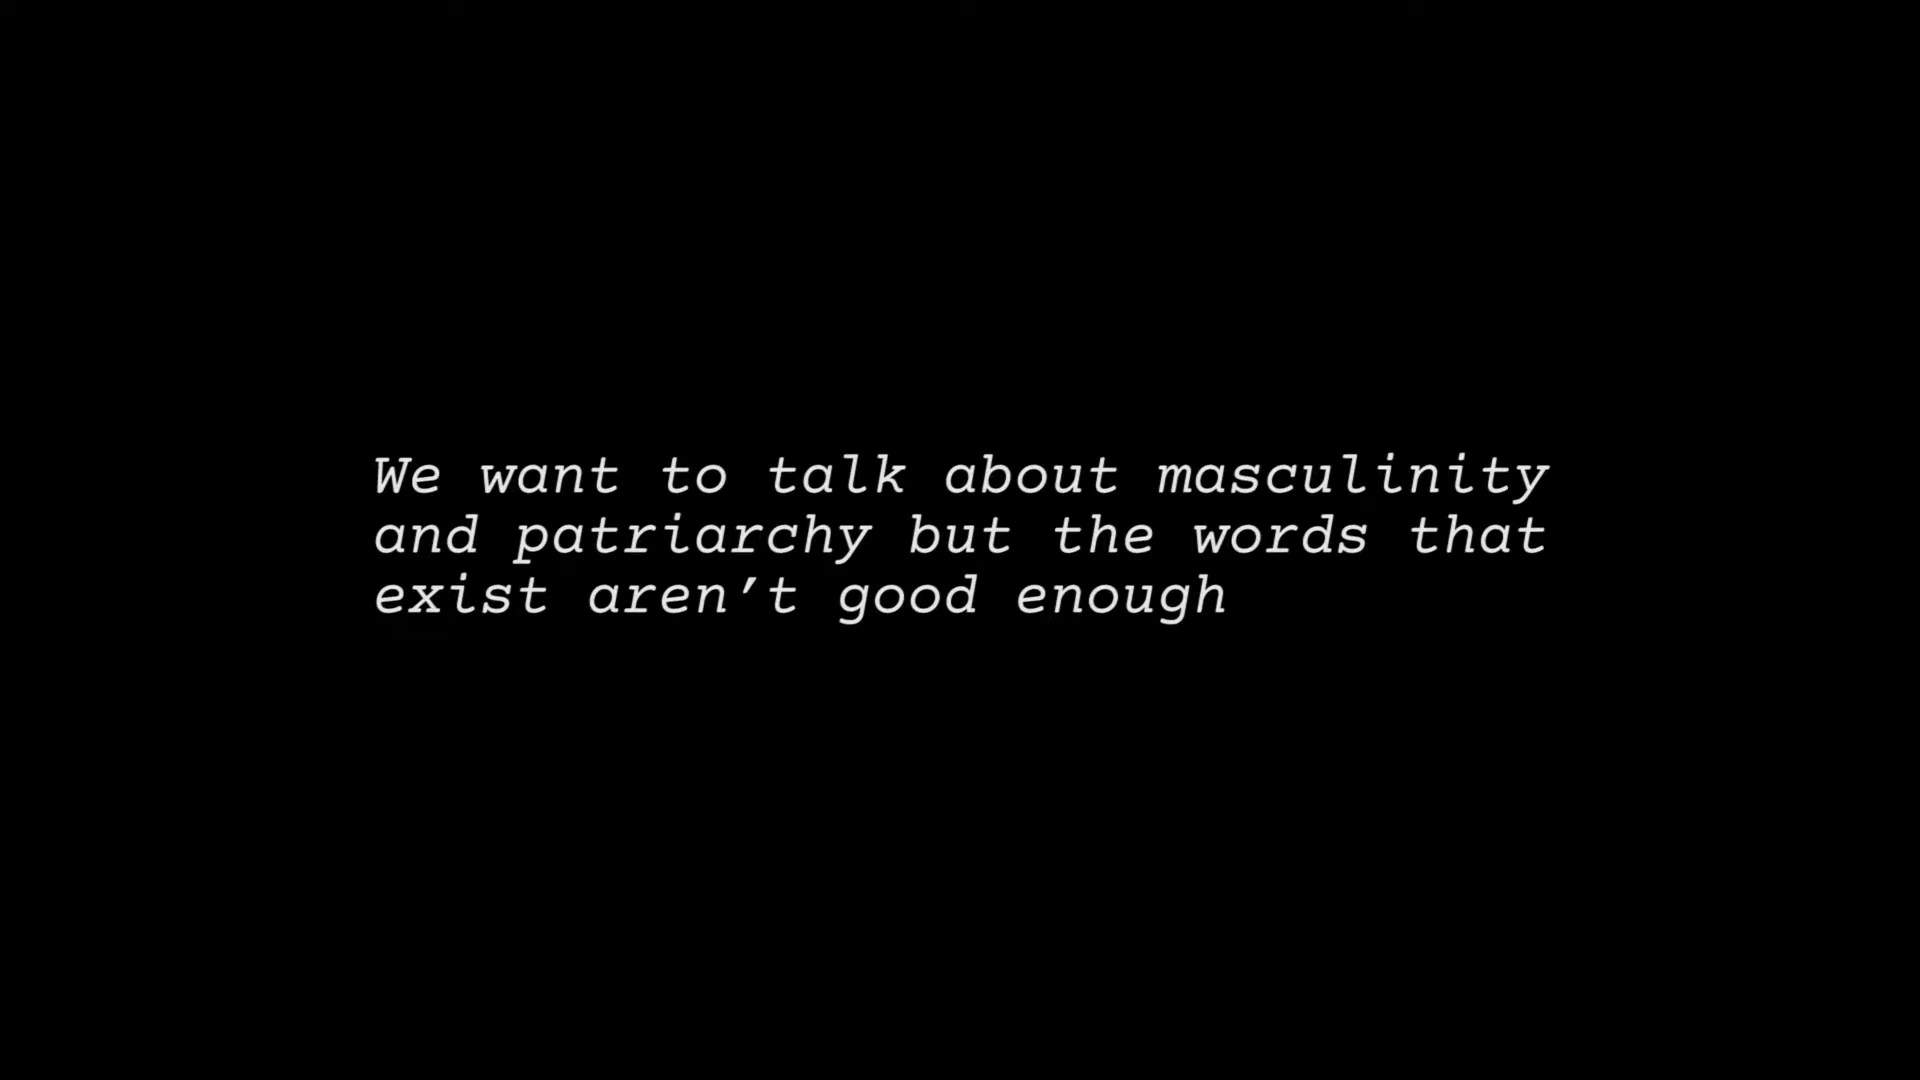 We want to talk about masculinity
and patriarchy but the words that
exist aren’t good enough